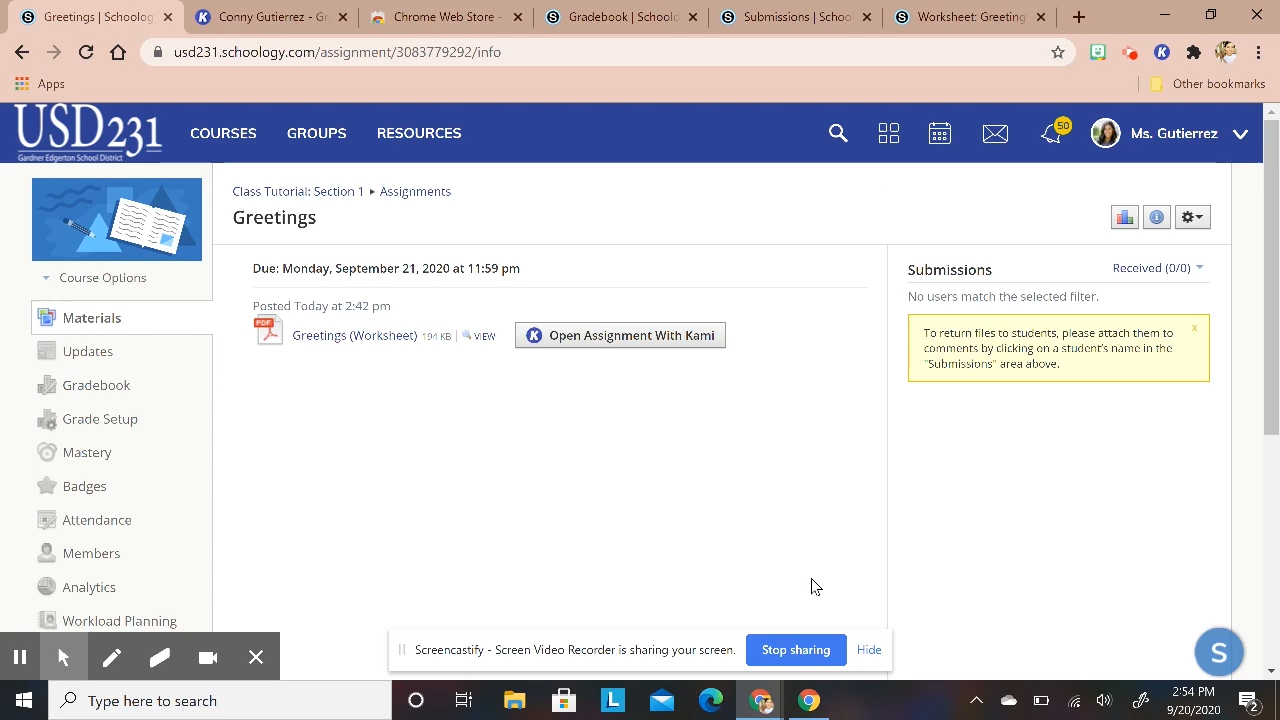 Greetings | Schoolog
Conny Gutierrez - Gr
Chrome Web Store -
Gradebook | Schoolo
Submissions | Schoo
Worksheet: Greeting
usd231.schoology.com/assignment/3083779292/info
Apps
Other bookmarks
USD231
Gardner Edgerton School District
COURSES
GROUPS
RESOURCES
50
Ms. Gutierrez
Class Tutorial: Section 1 ▸ Assignments
Greetings
Course Options
Materials
Updates
Gradebook
Grade Setup
Mastery
Badges
Attendance
Members
Analytics
Workload Planning
Due: Monday, September 21, 2020 at 11:59 pm
Posted Today at 2:42 pm
PDF
Greetings (Worksheet) 194 KB | VIEW
K Open Assignment With Kami
Submissions
Received (0/0)
No users match the selected filter.
To return files to students, please attach them to
comments by clicking on a student's name in the
"Submissions" area above.
x
Screencastify - Screen Video Recorder is sharing your screen.
Stop sharing
Hide
S
Type here to search
L
2:54 PM
9/20/2020
2